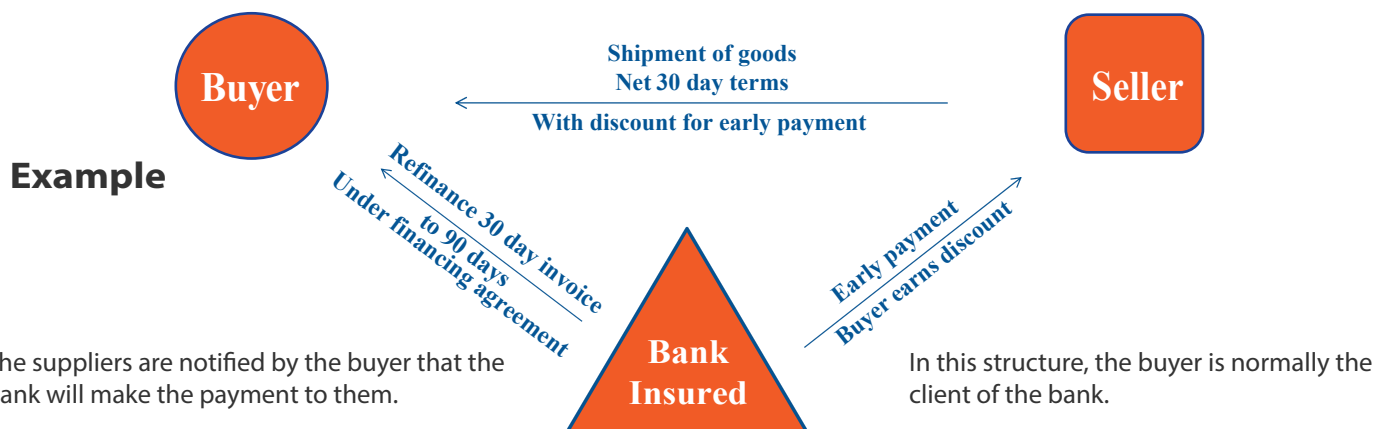 Shipment of goods
Net 30 day terms
With discount for early payment
Buyer
Seller
Example
Refinance 30 day invoice
to 90 days
Under financing agreement
Early payment
Buyer earns discount
Bank
Insured
he suppliers are notified by the buyer that the
ank will make the payment to them.
In this structure, the buyer is normally the
client of the bank.